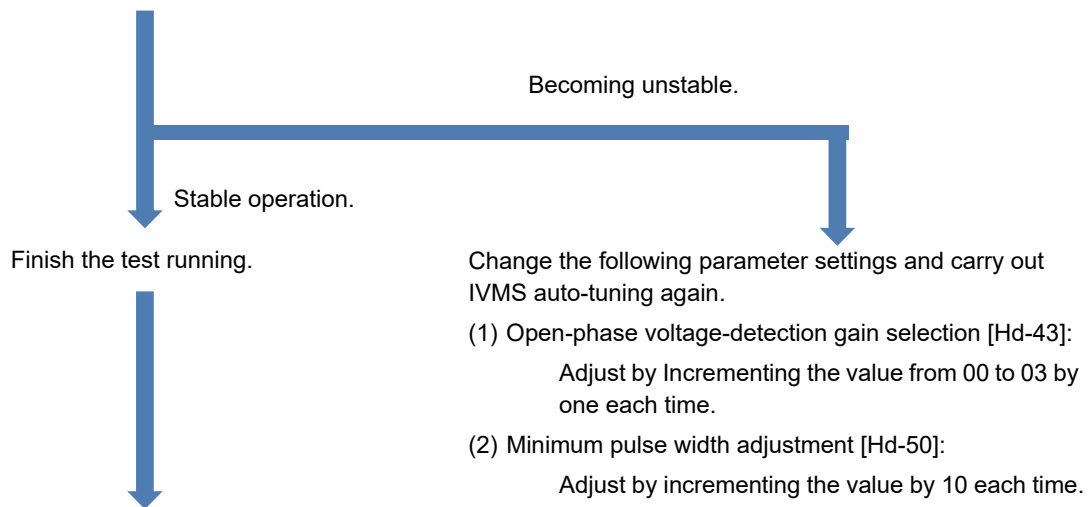 Becoming unstable.
Stable operation.
Finish the test running.
Change the following parameter settings and carry out
IVMS auto-tuning again.
(1) Open-phase voltage-detection gain selection [Hd-43]:
Adjust by Incrementing the value from 00 to 03 by
one each time.
(2) Minimum pulse width adjustment [Hd-50]:
Adjust by incrementing the value by 10 each time.